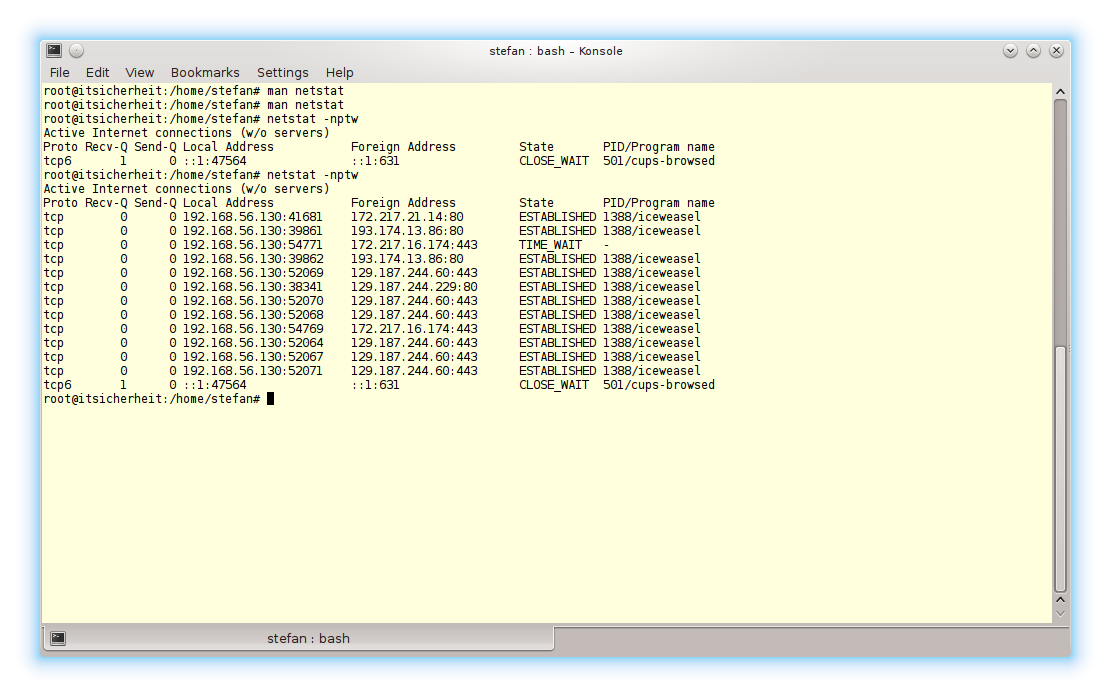 stefan : bash – Konsole
File Edit View Bookmarks Settings Help
root@itsicherheit:/home/stefan# man netstat
root@itsicherheit:/home/stefan# man netstat
root@itsicherheit:/home/stefan# netstat -nptw
Active Internet connections (w/o servers)
Proto Recv-Q Send-Q Local Address           Foreign Address         State       PID/Program name
tcp6       1      0 ::1:47564               ::1:631                 CLOSE_WAIT  501/cups-browsed
root@itsicherheit:/home/stefan# netstat -nptw
Active Internet connections (w/o servers)
Proto Recv-Q Send-Q Local Address           Foreign Address         State       PID/Program name
tcp        0      0 192.168.56.130:41681    172.217.21.14:80        ESTABLISHED 1388/iceweasel
tcp        0      0 192.168.56.130:39861    193.174.13.86:80        ESTABLISHED 1388/iceweasel
tcp        0      0 192.168.56.130:54771    172.217.16.174:443      TIME_WAIT   -
tcp        0      0 192.168.56.130:39862    193.174.13.86:80        ESTABLISHED 1388/iceweasel
tcp        0      0 192.168.56.130:52069    129.187.244.60:443      ESTABLISHED 1388/iceweasel
tcp        0      0 192.168.56.130:38341    129.187.244.229:80      ESTABLISHED 1388/iceweasel
tcp        0      0 192.168.56.130:52070    129.187.244.60:443      ESTABLISHED 1388/iceweasel
tcp        0      0 192.168.56.130:52068    129.187.244.60:443      ESTABLISHED 1388/iceweasel
tcp        0      0 192.168.56.130:54769    172.217.16.174:443      ESTABLISHED 1388/iceweasel
tcp        0      0 192.168.56.130:52064    129.187.244.60:443      ESTABLISHED 1388/iceweasel
tcp        0      0 192.168.56.130:52067    129.187.244.60:443      ESTABLISHED 1388/iceweasel
tcp        0      0 192.168.56.130:52071    129.187.244.60:443      ESTABLISHED 1388/iceweasel
tcp6       1      0 ::1:47564               ::1:631                 CLOSE_WAIT  501/cups-browsed
root@itsicherheit:/home/stefan#
stefan : bash